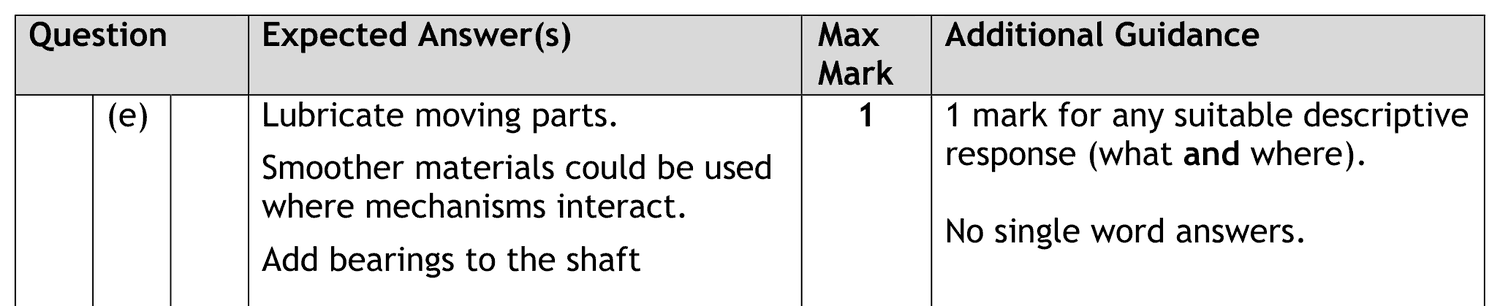 Question Expected Answer(s) Max Mark Additional Guidance
(e) Lubricate moving parts. 1 1 mark for any suitable descriptive
response (what and where).
Smoother materials could be used
where mechanisms interact.
No single word answers.
Add bearings to the shaft